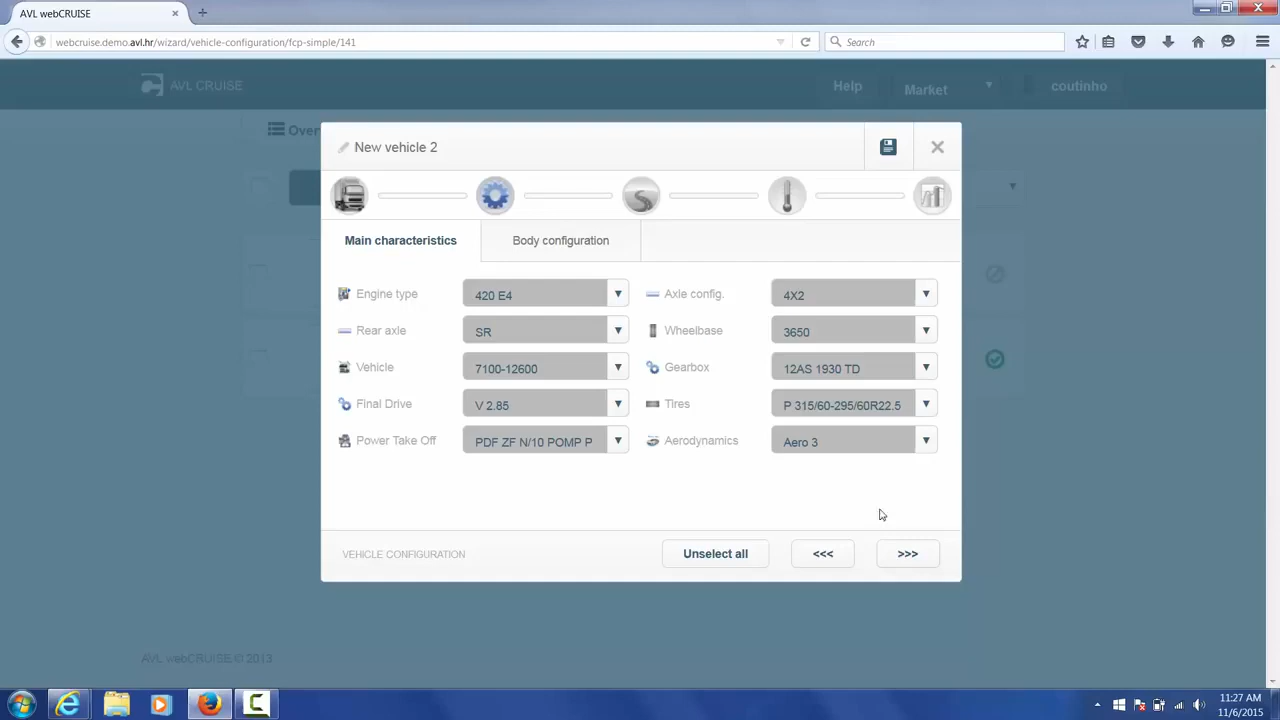 AVL webCRUISE
webcruise.demo.avl.hr/wizard/vehicle-configuration/fcp-simple/141
Search
AVL CRUISE
Help
Market
coutinho
Over
New vehicle 2
Main characteristics
Body configuration
Engine type
420 E4
Axle config.
4X2
Rear axle
SR
Wheelbase
3650
Vehicle
7100-12600
Gearbox
12AS 1930 TD
Final Drive
V 2.85
Tires
P 315/60-295/60R22.5
Power Take Off
PDF ZF N/10 POMP P
Aerodynamics
Aero 3
VEHICLE CONFIGURATION
Unselect all
<<<
>>>
AVL webCRUISE © 2013
11:27 AM
11/6/2015